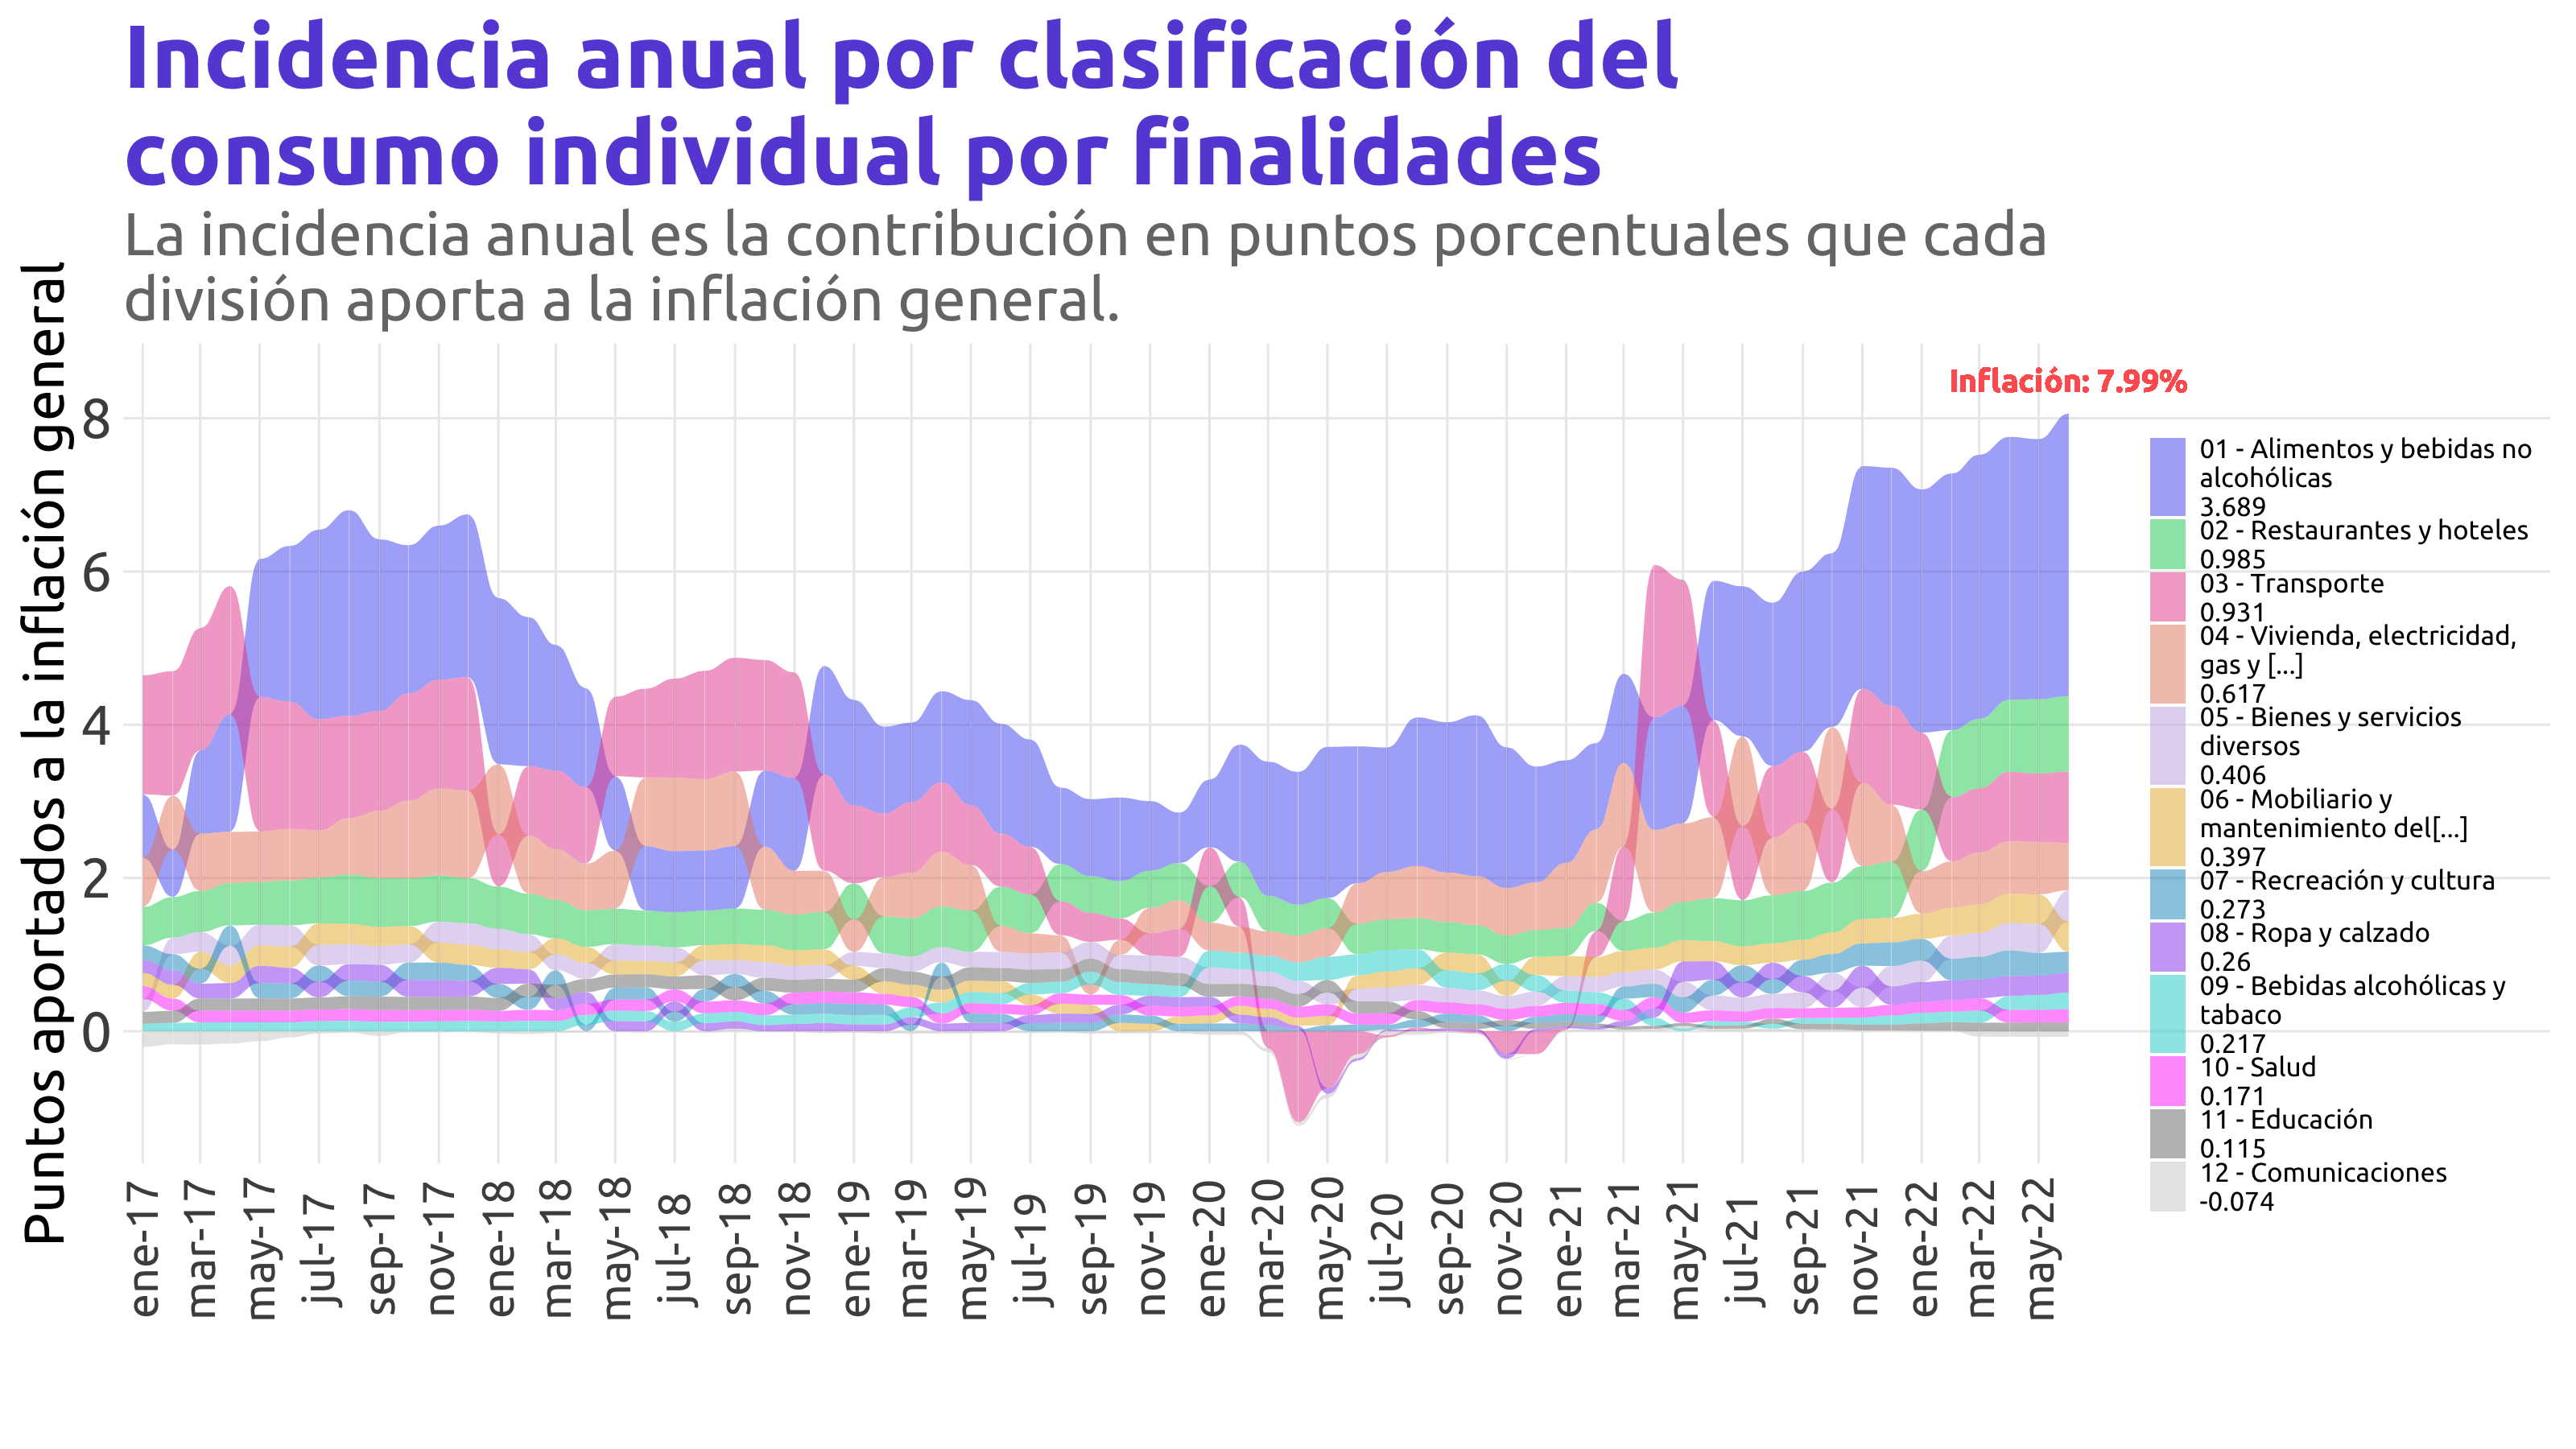 Incidencia anual por clasificación del
consumo individual por finalidades
La incidencia anual es la contribución en puntos porcentuales que cada
división aporta a la inflación general.
Puntos aportados a la inflación general
8
6
4
2
0
Inflación: 7.99%
01 - Alimentos y bebidas no
alcohólicas
3.689
02 - Restaurantes y hoteles
0.985
03 - Transporte
0.931
04 - Vivienda, electricidad,
gas y [...]
0.617
05 - Bienes y servicios
diversos
0.406
06 - Mobiliario y
mantenimiento del[...]
0.397
07 - Recreación y cultura
0.273
08 - Ropa y calzado
0.26
09 - Bebidas alcohólicas y
tabaco
0.217
10 - Salud
0.171
11 - Educación
0.115
12 - Comunicaciones
-0.074
ene-17
mar-17
may-17
jul-17
sep-17
nov-17
ene-18
mar-18
may-18
jul-18
sep-18
nov-18
ene-19
mar-19
may-19
jul-19
sep-19
nov-19
ene-20
mar-20
may-20
jul-20
sep-20
nov-20
ene-21
mar-21
may-21
jul-21
sep-21
nov-21
ene-22
mar-22
may-22